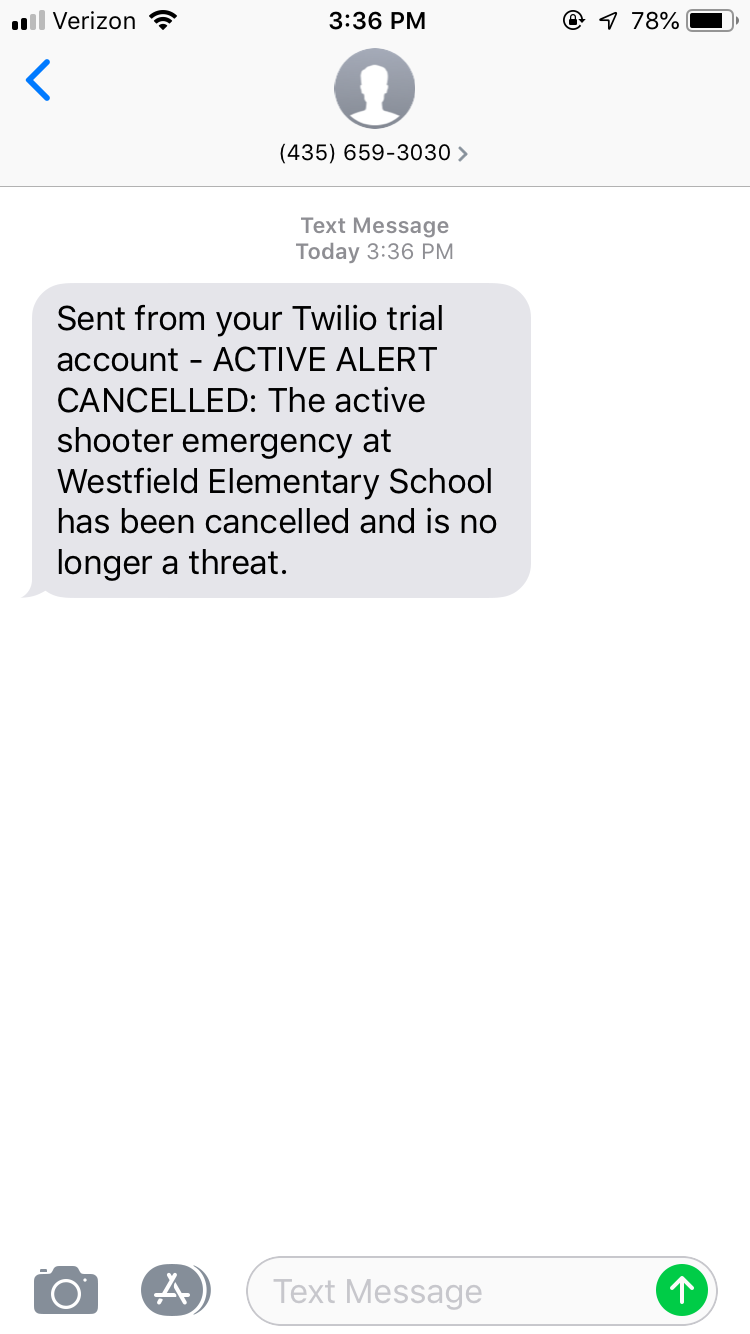 Verizon 3:36 PM 78%
(435) 659-3030
Text Message
Today 3:36 PM
Sent from your Twilio trial
account - ACTIVE ALERT
CANCELLED: The active
shooter emergency at
Westfield Elementary School
has been cancelled and is no
longer a threat.
Text Message